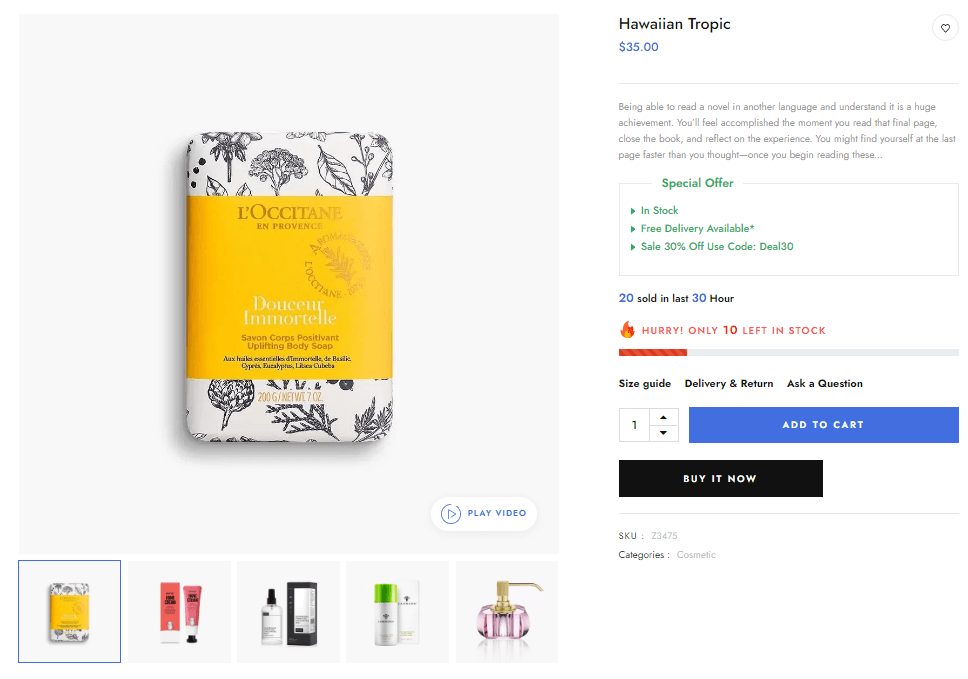 Hawaiian Tropic
$35.00
Being able to read a novel in another language and understand it is a huge
achievement. You'll feel accomplished the moment you read that final page,
close the book, and reflect on the experience. You might find yourself at the last
page faster than you thought—once you begin reading these...
Special Offer
In Stock
Free Delivery Available*
Sale 30% Off Use Code: Deal30
20 sold in last 30 Hour
HURRY! ONLY 10 LEFT IN STOCK
Size guide Delivery & Return Ask a Question
1
ADD TO CART
BUY IT NOW
SKU : Z3475
Categories : Cosmetic
L'OCCITANE
EN PROVENCE
L'OCCITANE
Douceur
Immortelle
Savon Corps Positivant
Uplifting Body Soap
Aux huiles essentielles d'Immortelle, de Basilic,
Cyprès, Eucalyptus, Litsea Cubeba
200 G / NET WE 7 OZ.
PLAY VIDEO